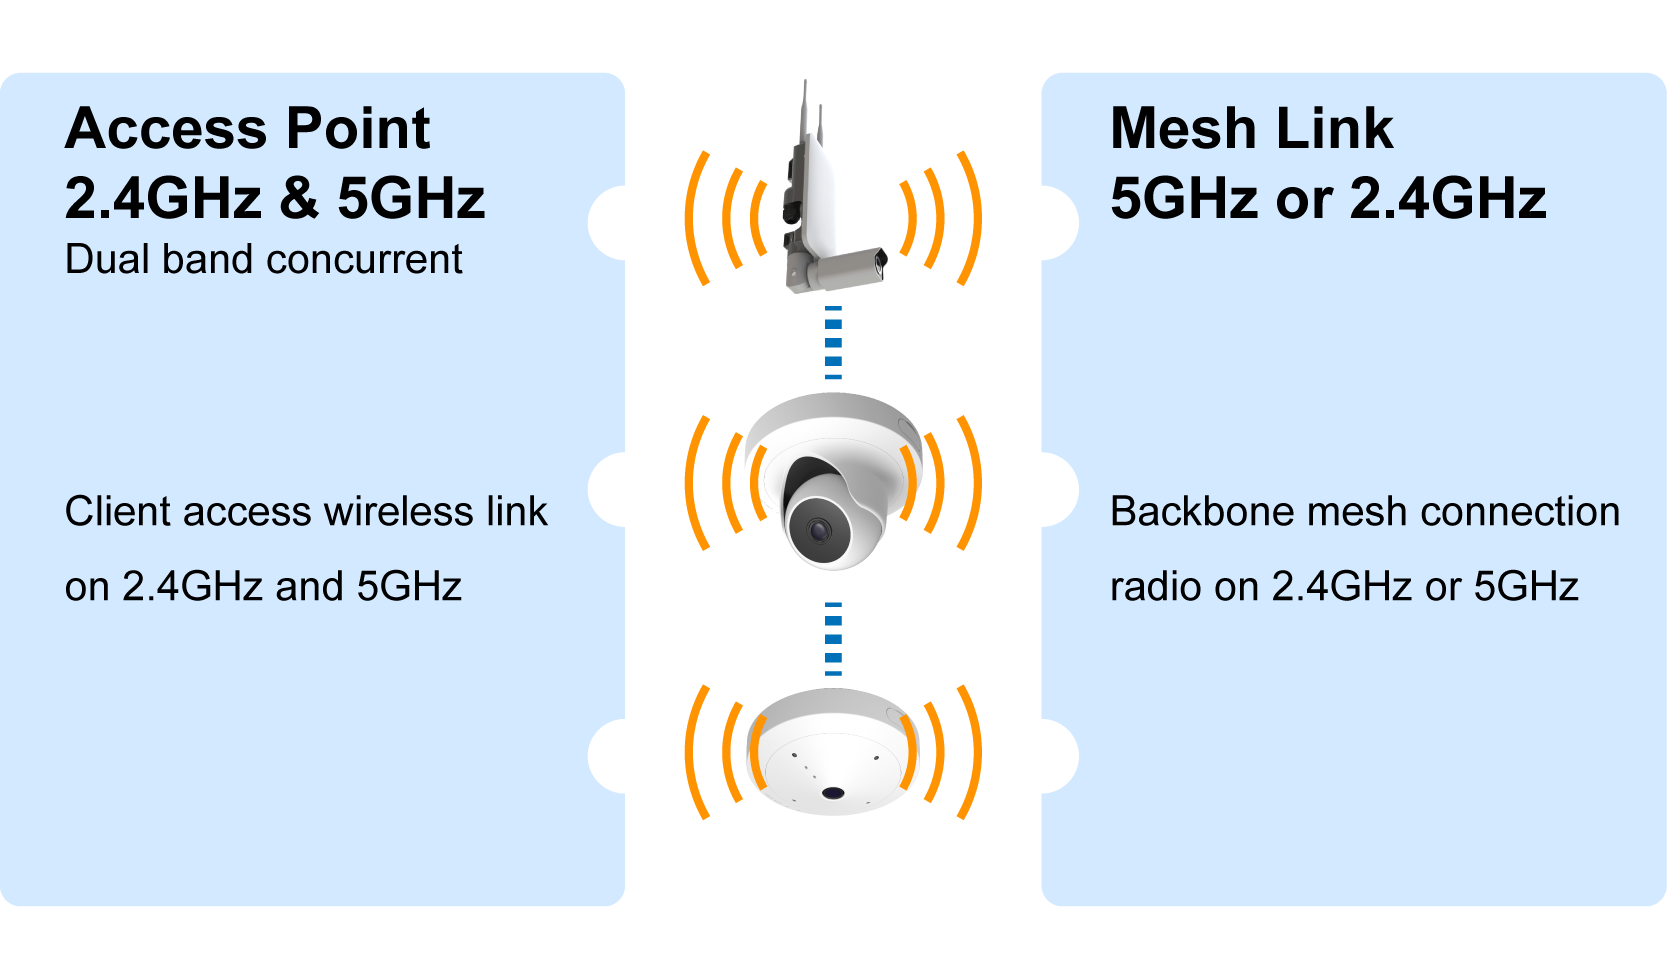 Access Point
2.4GHz & 5GHz
Dual band concurrent
Client access wireless link
on 2.4GHz and 5GHz
Mesh Link
5GHz or 2.4GHz
Backbone mesh connection
radio on 2.4GHz or 5GHz